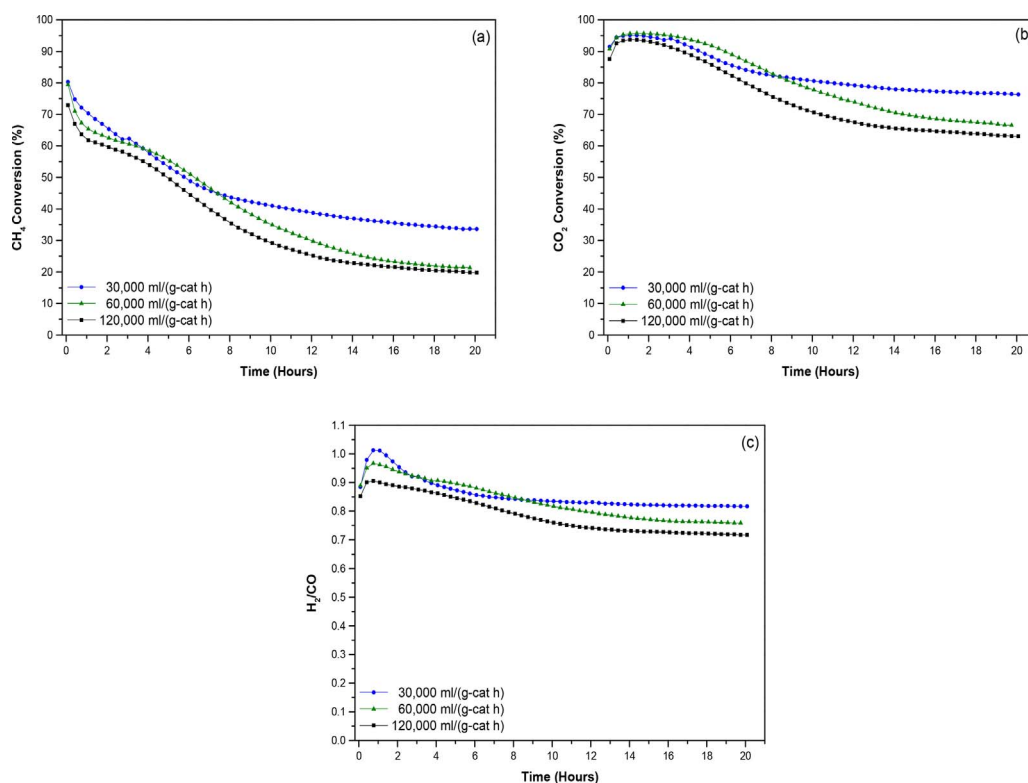 (a)
CH₄ Conversion (%)
100
90
80
70
60
50
40
30
20
10
0
30,000 ml/(g-cat h)
60,000 ml/(g-cat h)
120,000 ml/(g-cat h)
0 2 4 6 8 10 12 14 16 18 20
Time (Hours)
(b)
CO₂ Conversion (%)
100
90
80
70
60
50
40
30
20
10
0
30,000 ml/(g-cat h)
60,000 ml/(g-cat h)
120,000 ml/(g-cat h)
0 2 4 6 8 10 12 14 16 18 20
Time (Hours)
(c)
H₂/CO
1.1
1.0
0.9
0.8
0.7
0.6
0.5
0.4
0.3
0.2
0.1
0.0
30,000 ml/(g-cat h)
60,000 ml/(g-cat h)
120,000 ml/(g-cat h)
0 2 4 6 8 10 12 14 16 18 20
Time (Hours)